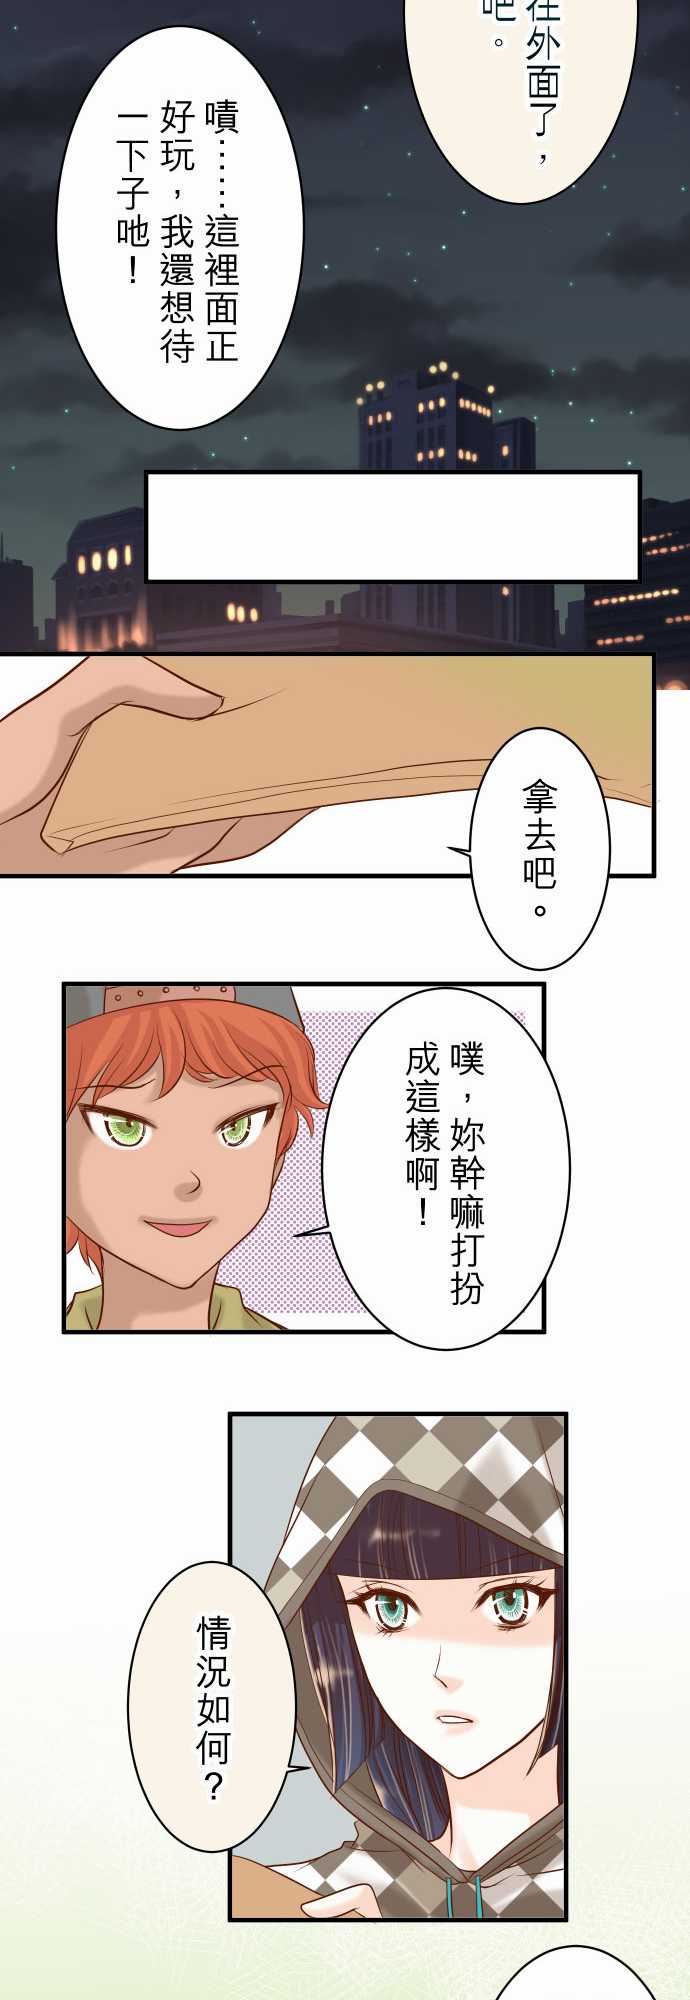 在外面了，
吧。
嘖……這裡面正
好玩，我還想待
一下子吔！
拿去吧。
噗，妳幹嘛打扮
成這樣啊！
情況如何？